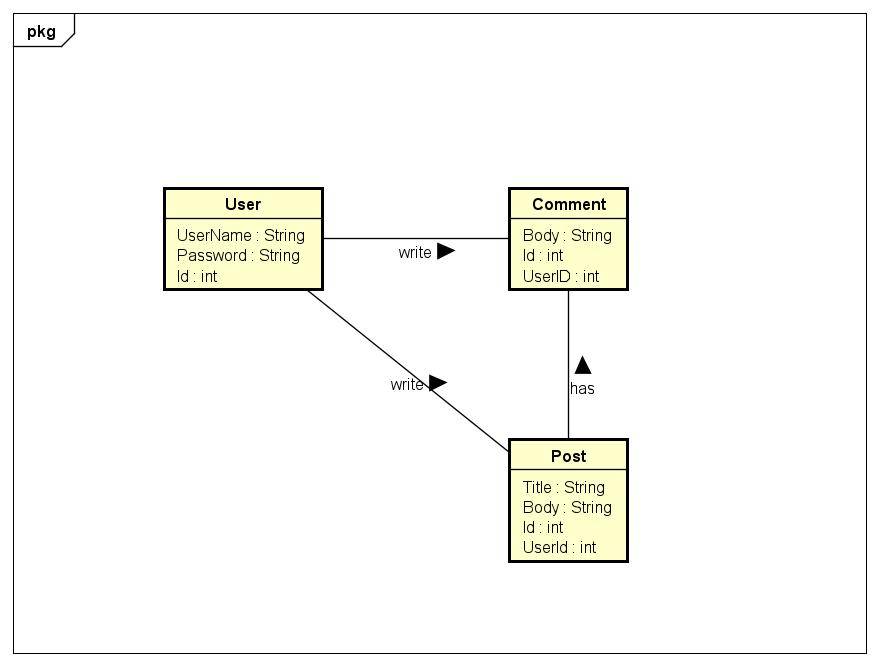 pkg
User
UserName : String
Password : String
Id : int
write
Comment
Body : String
Id : int
UserID : int
write
has
Post
Title : String
Body : String
Id : int
UserId : int